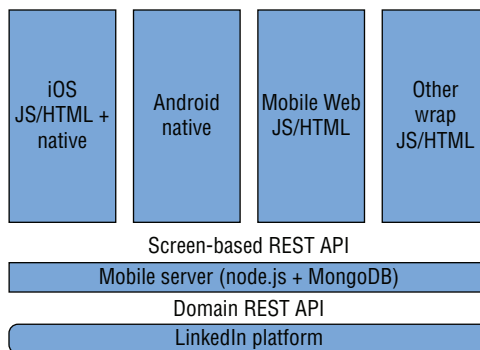 iOS
JS/HTML +
native
Android
native
Mobile Web
JS/HTML
Other
wrap
JS/HTML
Screen-based REST API
Mobile server (node.js + MongoDB)
Domain REST API
LinkedIn platform